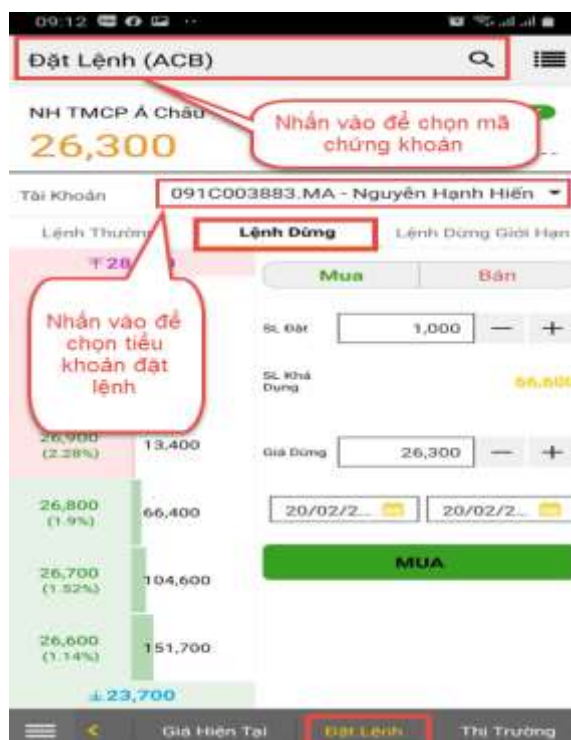 09:12
Đặt Lệnh (ACB)
NH TMCP Á Châu
26,300
Nhấn vào để chọn mã
chứng khoán
Tài Khoản
091C003883.MA - Nguyễn Hạnh Hiến
Lệnh Dừng
Lệnh Dừng Giới Hạn
Mua
Bán
Nhấn vào để
chọn tiểu
khoản đặt
lệnh
SL Đặt
1,000
SL Khả
Dụng
66,600
26,900
(2.28%)
13,400
Giá Dừng
26,300
26,800
(1.9%)
66,400
20/02/2...
20/02/2...
MUA
26,700
(1.52%)
104,600
26,600
(1.14%)
151,700
23,700
Giá Hiện Tại
Đặt Lệnh
Thị Trường